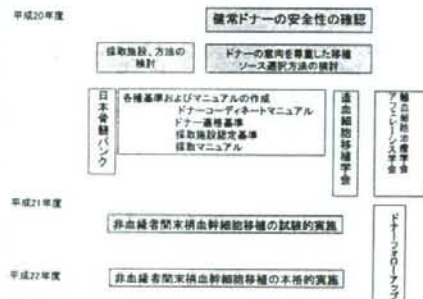 平成20年度
健常ドナーの安全性の確認
採取施設、方法の
検討
ドナーの意向を尊重した移植
ソース選択方法の検討
日本骨髄バンク
各種基準およびマニュアルの作成
ドナーコーディネートマニュアル
ドナー適格基準
採取施設認定基準
採取マニュアル
造血細胞移植学会
輸血細胞治療学会
アフェレーシス学会
平成21年度
非血縁者間末梢血幹細胞移植の試験的実施
ドナーフォローアップ
平成22年度
非血縁者間末梢血幹細胞移植の本格的実施